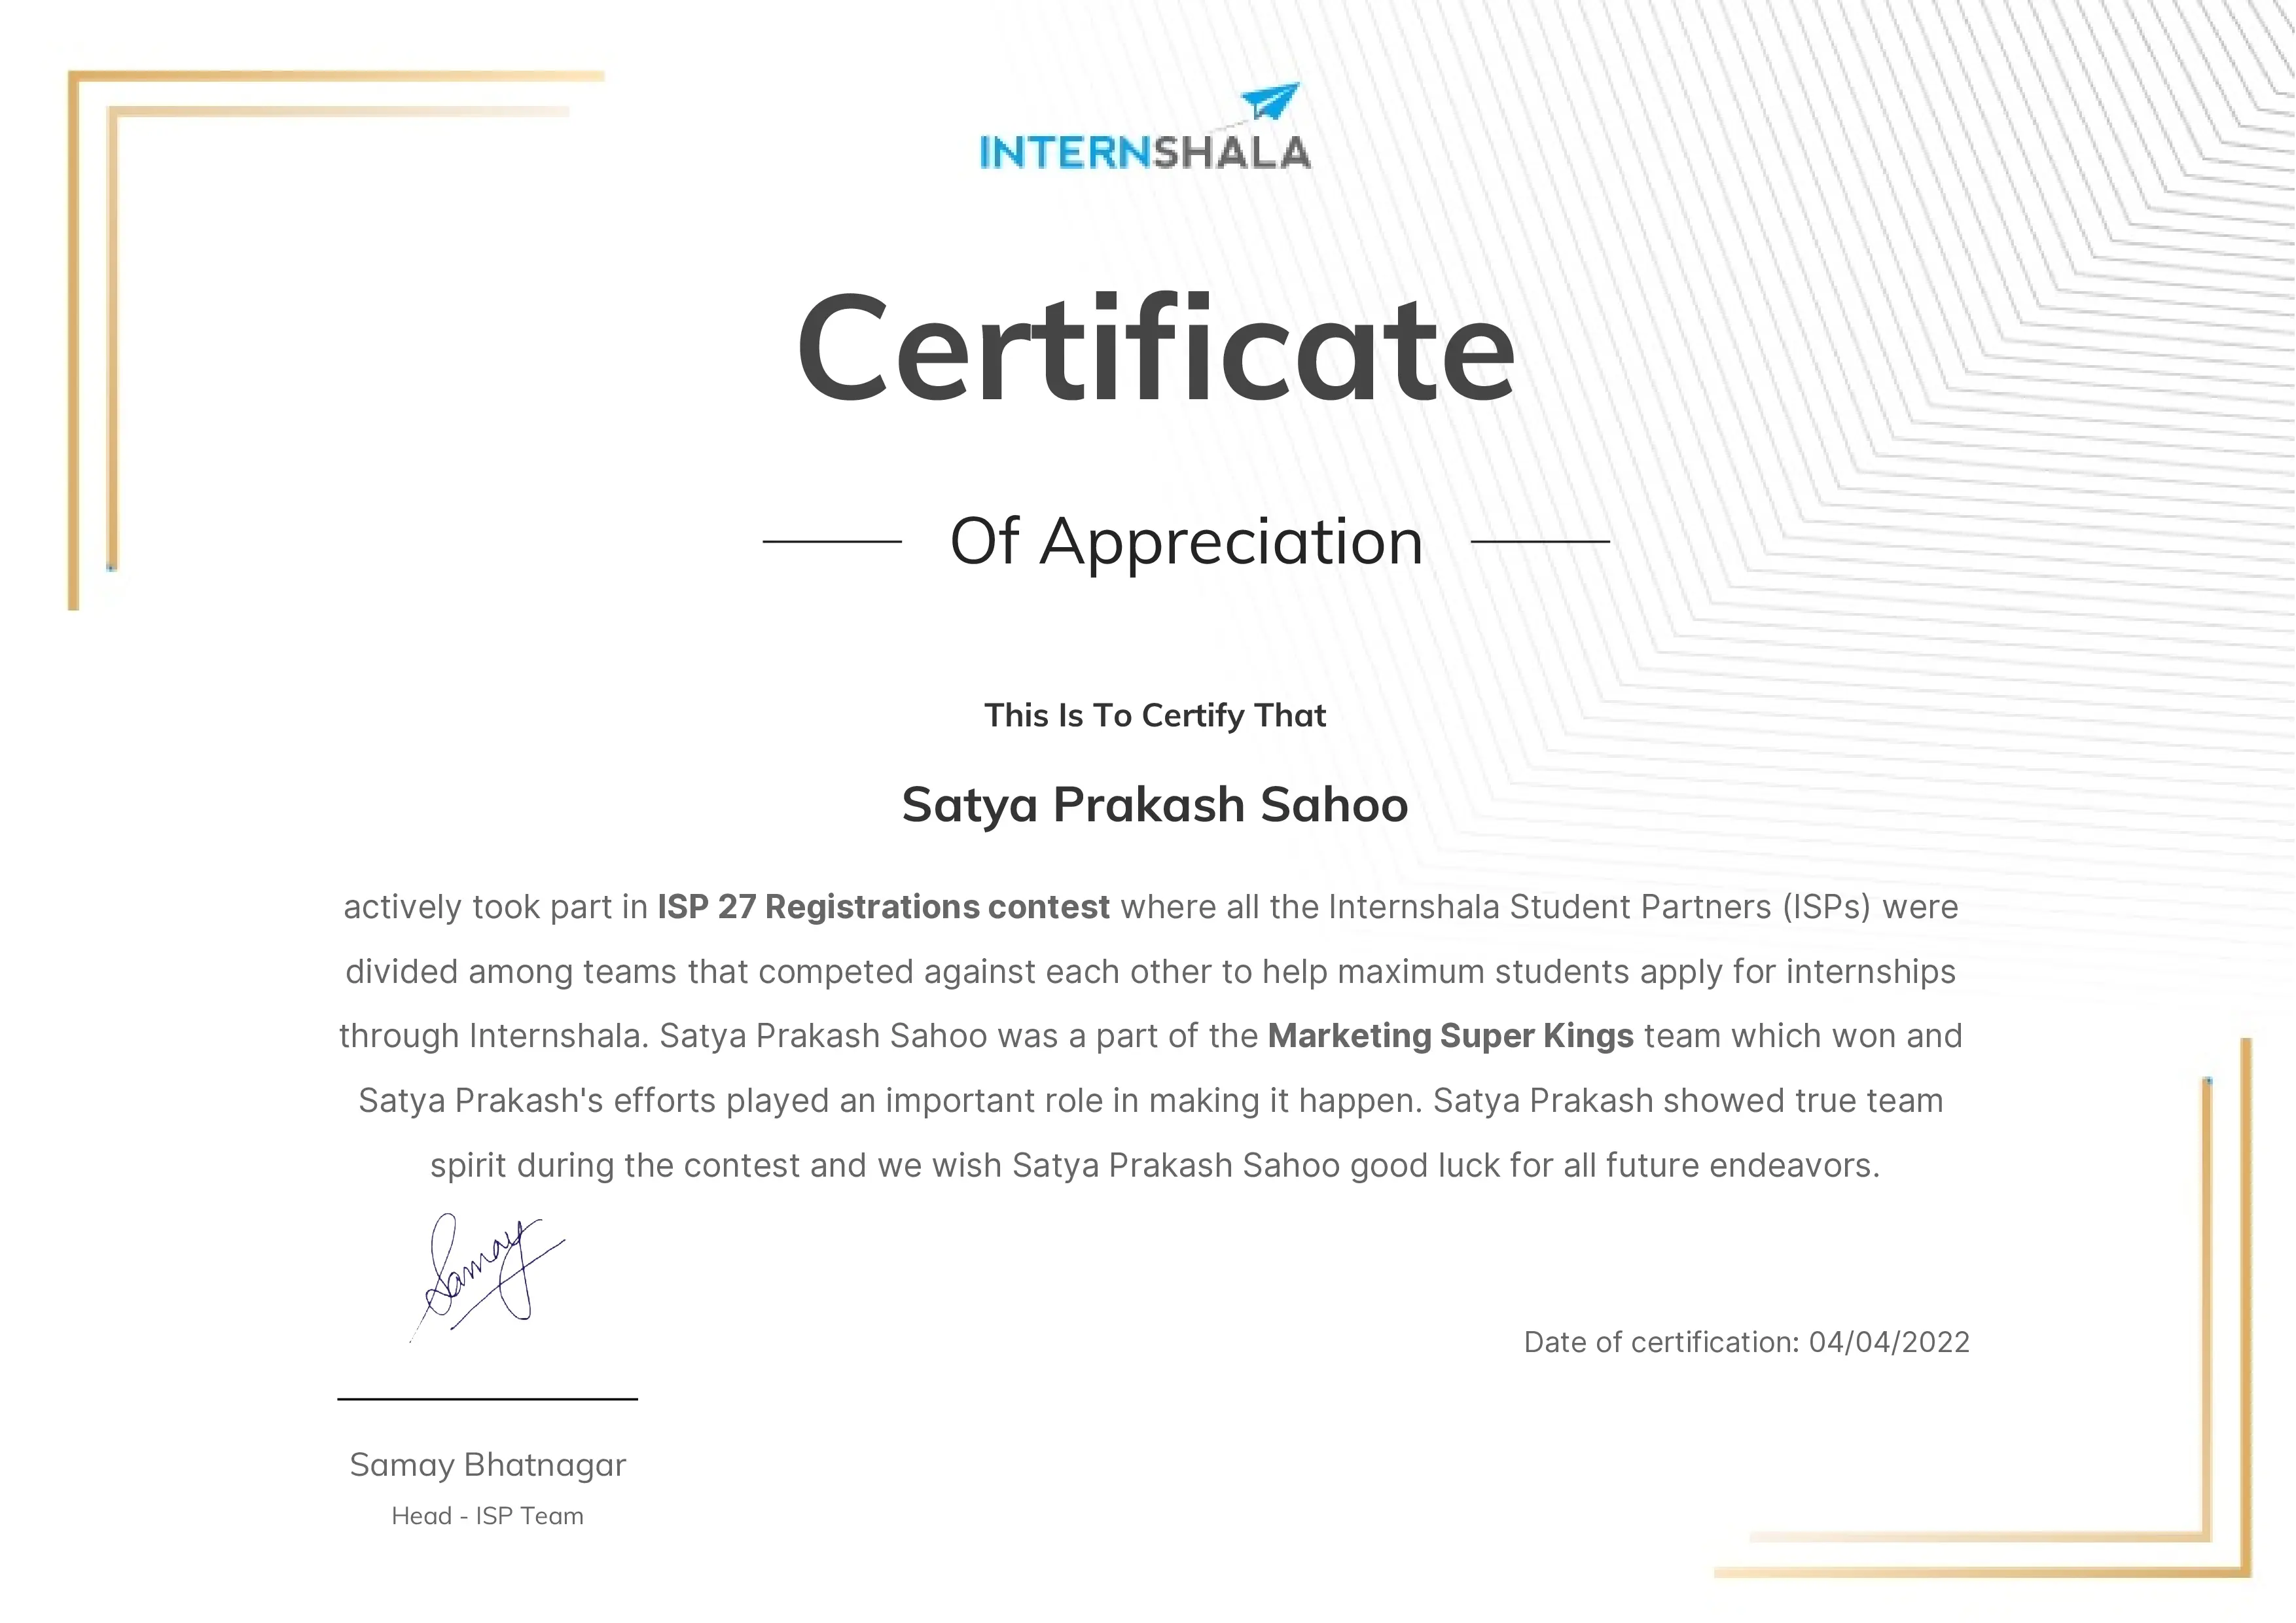 INTERNSHALA
Certificate
Of Appreciation
This Is To Certify That
Satya Prakash Sahoo
actively took part in ISP 27 Registrations contest where all the Internshala Student Partners (ISPs) were
divided among teams that competed against each other to help maximum students apply for internships
through Internshala. Satya Prakash Sahoo was a part of the Marketing Super Kings team which won and
Satya Prakash's efforts played an important role in making it happen. Satya Prakash showed true team
spirit during the contest and we wish Satya Prakash Sahoo good luck for all future endeavors.
Samay
Date of certification: 04/04/2022
Samay Bhatnagar
Head - ISP Team